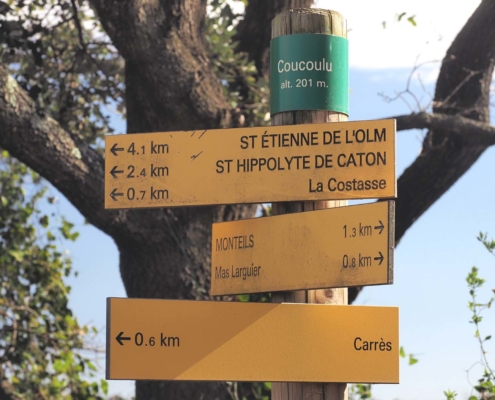 Coucoulu
alt. 201 m.
← 4.1 km ST ÉTIENNE DE L'OLM
← 2.4 km ST HIPPOLYTE DE CATON
← 0.7 km La Costasse
MONTEILS 1.3 km →
Mas Larguier 0.8 km →
← 0.6 km Carrès